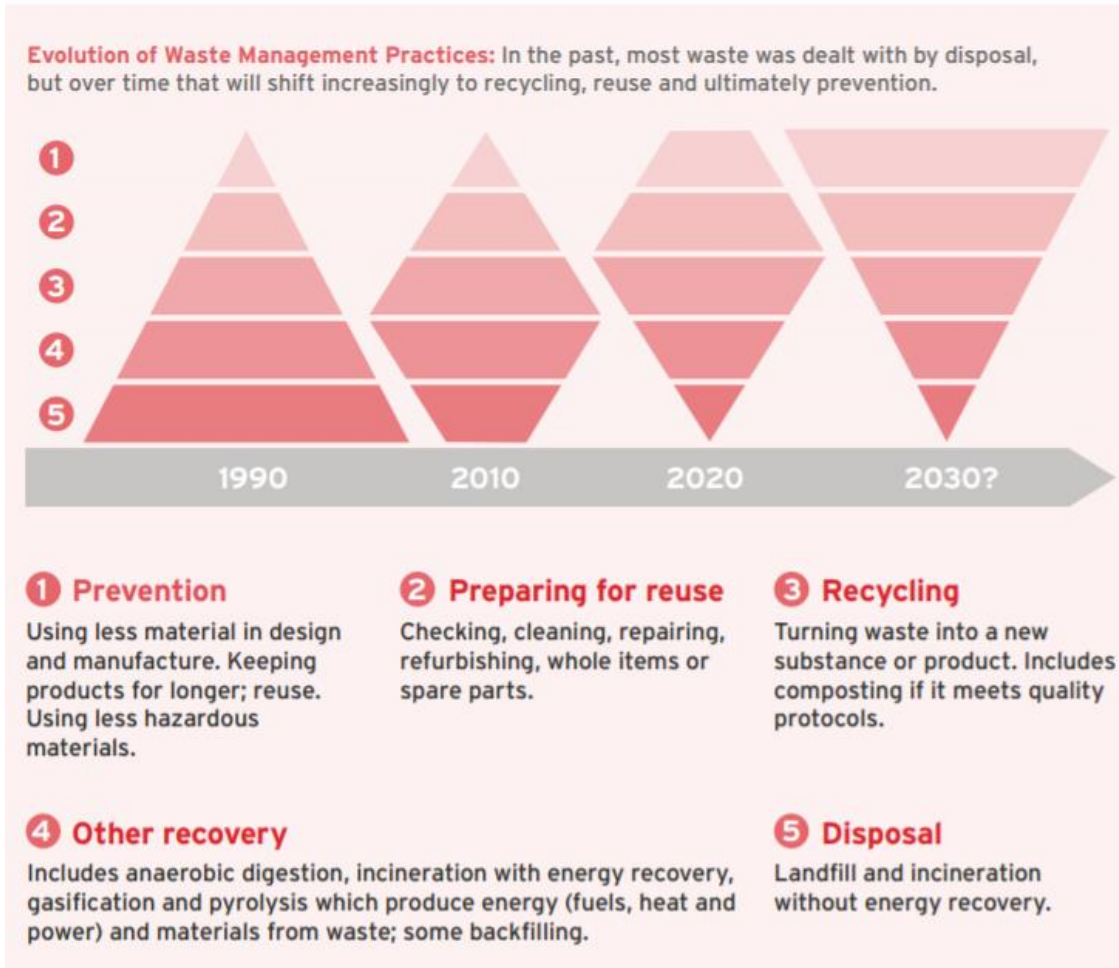 Evolution of Waste Management Practices: In the past, most waste was dealt with by disposal,
but over time that will shift increasingly to recycling, reuse and ultimately prevention.
1
2
3
4
5
1990 2010 2020 2030?
1 Prevention
Using less material in design
and manufacture. Keeping
products for longer; reuse.
Using less hazardous
materials.
2 Preparing for reuse
Checking, cleaning, repairing,
refurbishing, whole items or
spare parts.
3 Recycling
Turning waste into a new
substance or product. Includes
composting if it meets quality
protocols.
4 Other recovery
Includes anaerobic digestion, incineration with energy recovery,
gasification and pyrolysis which produce energy (fuels, heat and
power) and materials from waste; some backfilling.
5 Disposal
Landfill and incineration
without energy recovery.